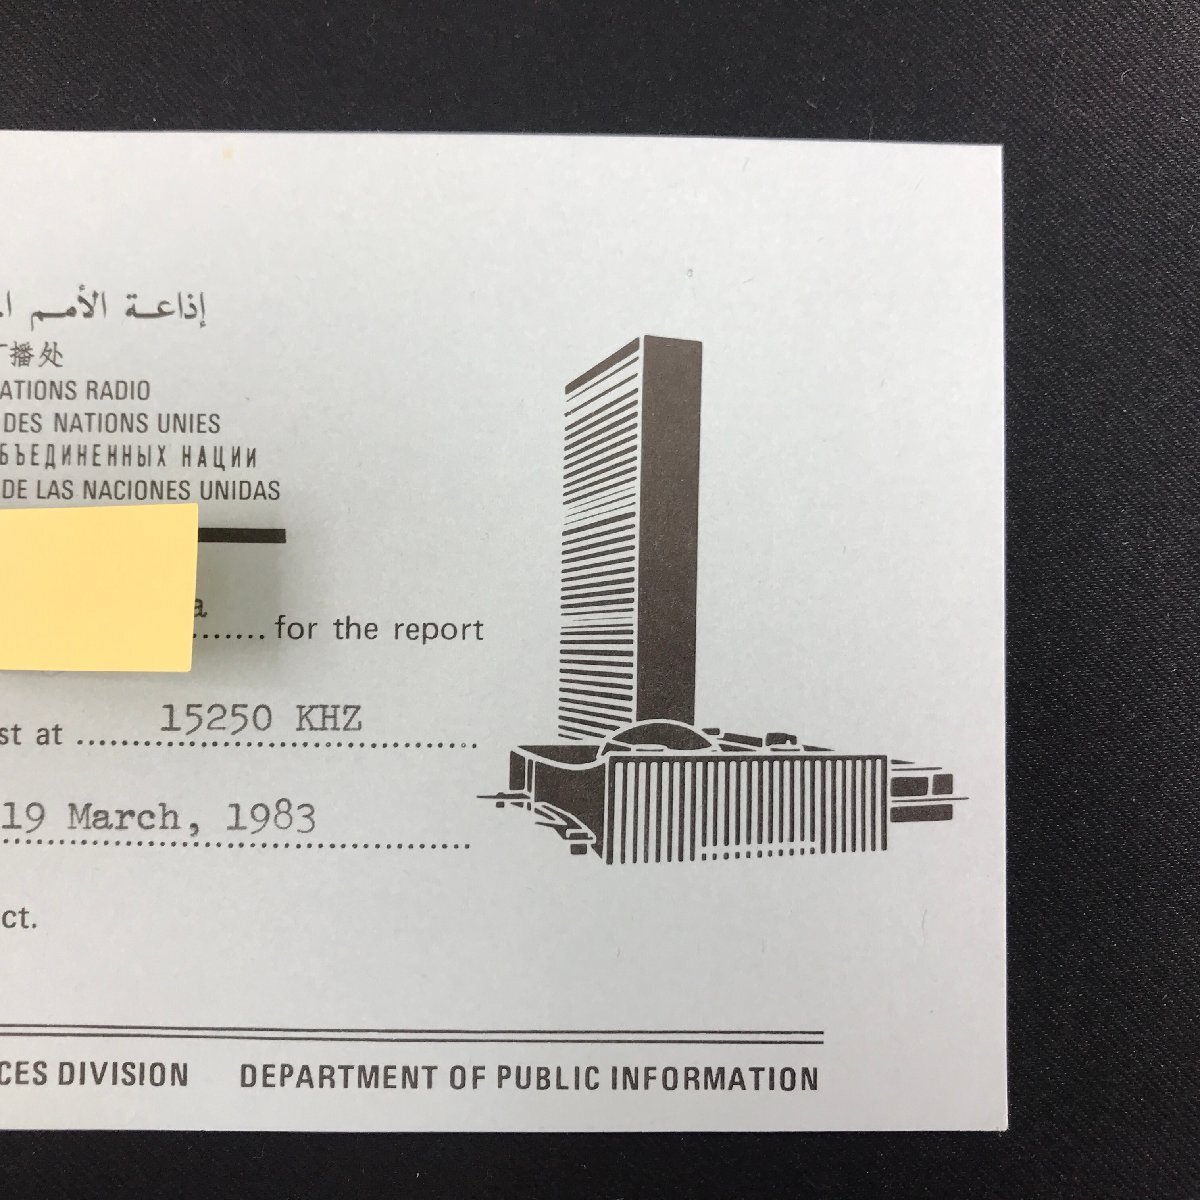 إذاعة الأمم
播处
ATIONS RADIO
DES NATIONS UNIES
БЪЕДИНЕННЫХ НАЦИИ
DE LAS NACIONES UNIDAS
a
....... for the report
st at 15250 KHZ
19 March, 1983
ct.
CES DIVISION DEPARTMENT OF PUBLIC INFORMATION